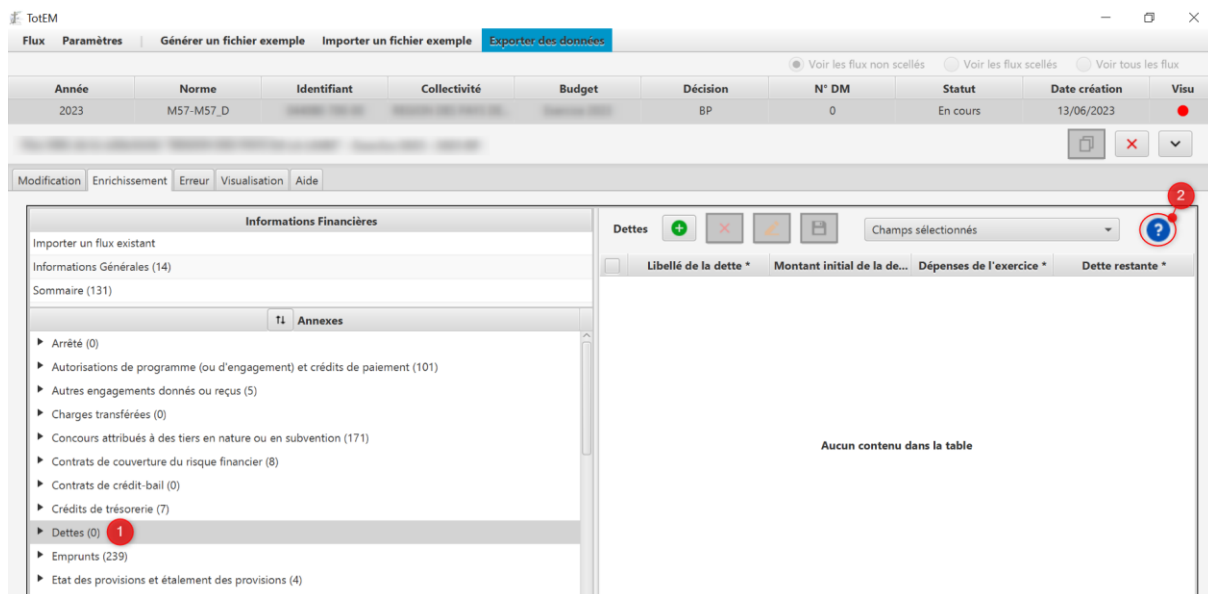 TotEM
Flux Paramètres Générer un fichier exemple Importer un fichier exemple Exporter des données
Voir les flux non scellés Voir les flux scellés Voir tous les flux
Année Norme Identifiant Collectivité Budget Décision N° DM Statut Date création Visu
2023 M57-M57_D BP 0 En cours 13/06/2023
Modification Enrichissement Erreur Visualisation Aide
2
Informations Financières
Dettes Champs sélectionnés ?
Importer un flux existant
Informations Générales (14)
Libellé de la dette * Montant initial de la de... Dépenses de l'exercice * Dette restante *
Sommaire (131)
Annexes
Arrêté (0)
Autorisations de programme (ou d'engagement) et crédits de paiement (101)
Autres engagements donnés ou reçus (5)
Charges transférées (0)
Concours attribués à des tiers en nature ou en subvention (171)
Aucun contenu dans la table
Contrats de couverture du risque financier (8)
Contrats de crédit-bail (0)
Crédits de trésorerie (7)
Dettes (0) 1
Emprunts (239)
Etat des provisions et étalement des provisions (4)